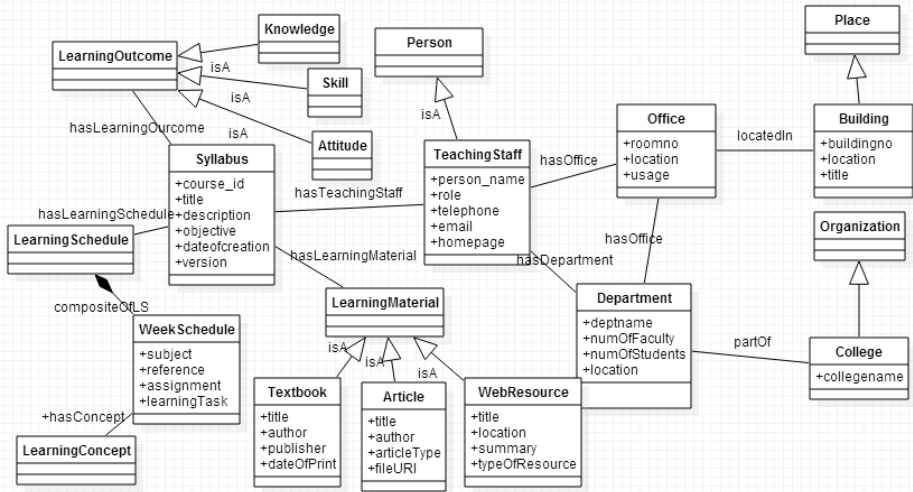 Place
Knowledge
LearningOutcome
Person
isA
Skill
isA
isA
hasLearningOurcome
isA
Attitude
Office
+roomno
+location
+usage
locatedIn
Building
+buildingno
+location
+title
Syllabus
+course_id
+title
+description
+objective
+dateofcreation
+version
TeachingStaff
+person_name
+role
+telephone
+email
+homepage
hasOffice
hasTeachingStaff
hasLearningSchedule
LearningSchedule
hasOffice
Organization
hasLearningMaterial
hasDepartment
compositeOfLS
LearningMaterial
Department
+deptname
+numOfFaculty
+numOfStudents
+location
WeekSchedule
+subject
+reference
+assignment
+learningTask
isA
isA
isA
partOf
College
+collegename
Textbook
+title
+author
+publisher
+dateOfPrint
Article
+title
+author
+articleType
+fileURI
WebResource
+title
+location
+summary
+typeOfResource
+hasConcept
LearningConcept